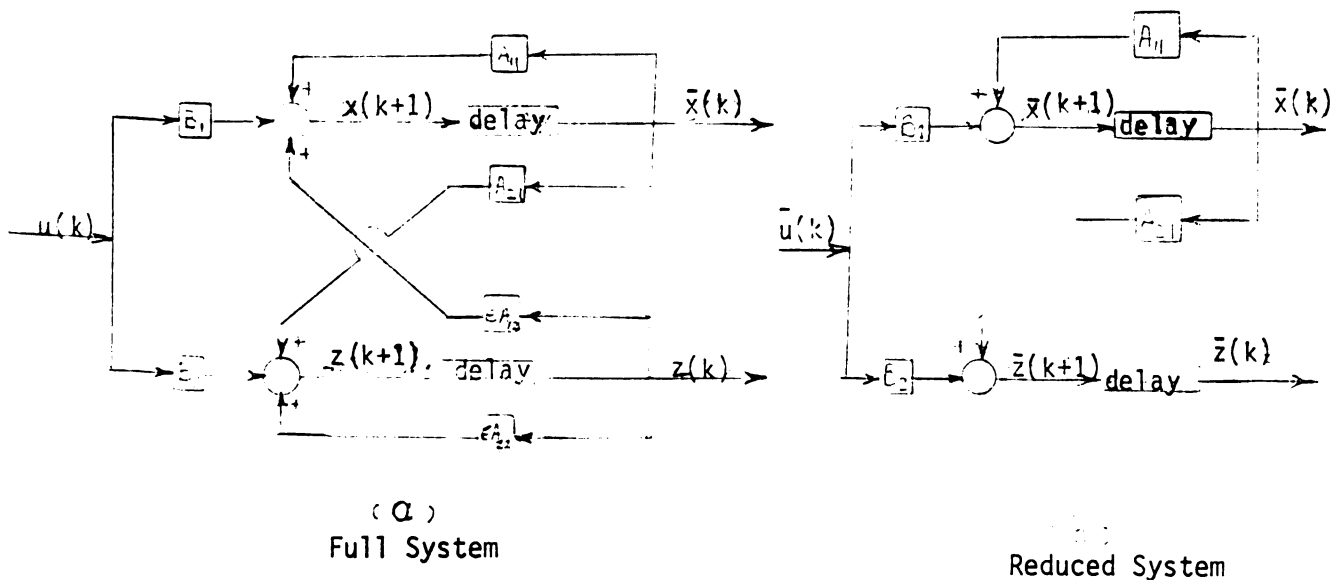 A₁₁
x(k+1)
delay
x̄(k)
A₂₁
u(k)
εA₁₂
z(k+1)
delay
z(k)
εA₂₂
(a)
Full System
A₁₁
B₁
x̄(k+1)
delay
x̄(k)
ū(k)
B₂
z̄(k+1)
delay
z̄(k)
Reduced System